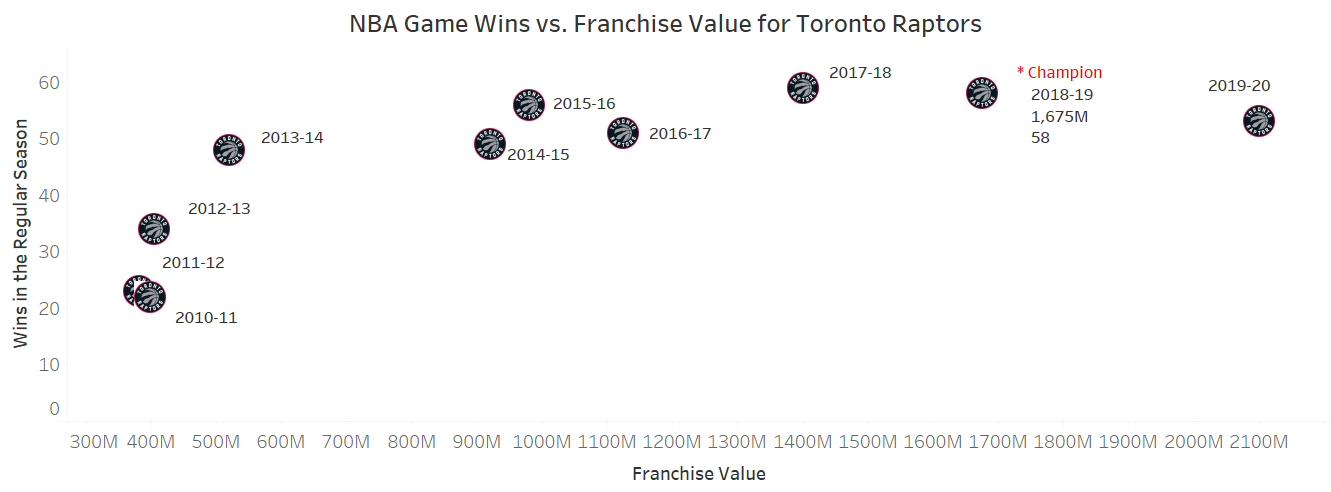 NBA Game Wins vs. Franchise Value for Toronto Raptors
Wins in the Regular Season
60
50
40
30
20
10
0
2017-18
* Champion
2018-19
1,675M
58
2019-20
2015-16
2016-17
2013-14
2014-15
2012-13
2011-12
2010-11
TORONTO
RAPTORS
300M 400M 500M 600M 700M 800M 900M 1000M 1100M 1200M 1300M 1400M 1500M 1600M 1700M 1800M 1900M 2000M 2100M
Franchise Value